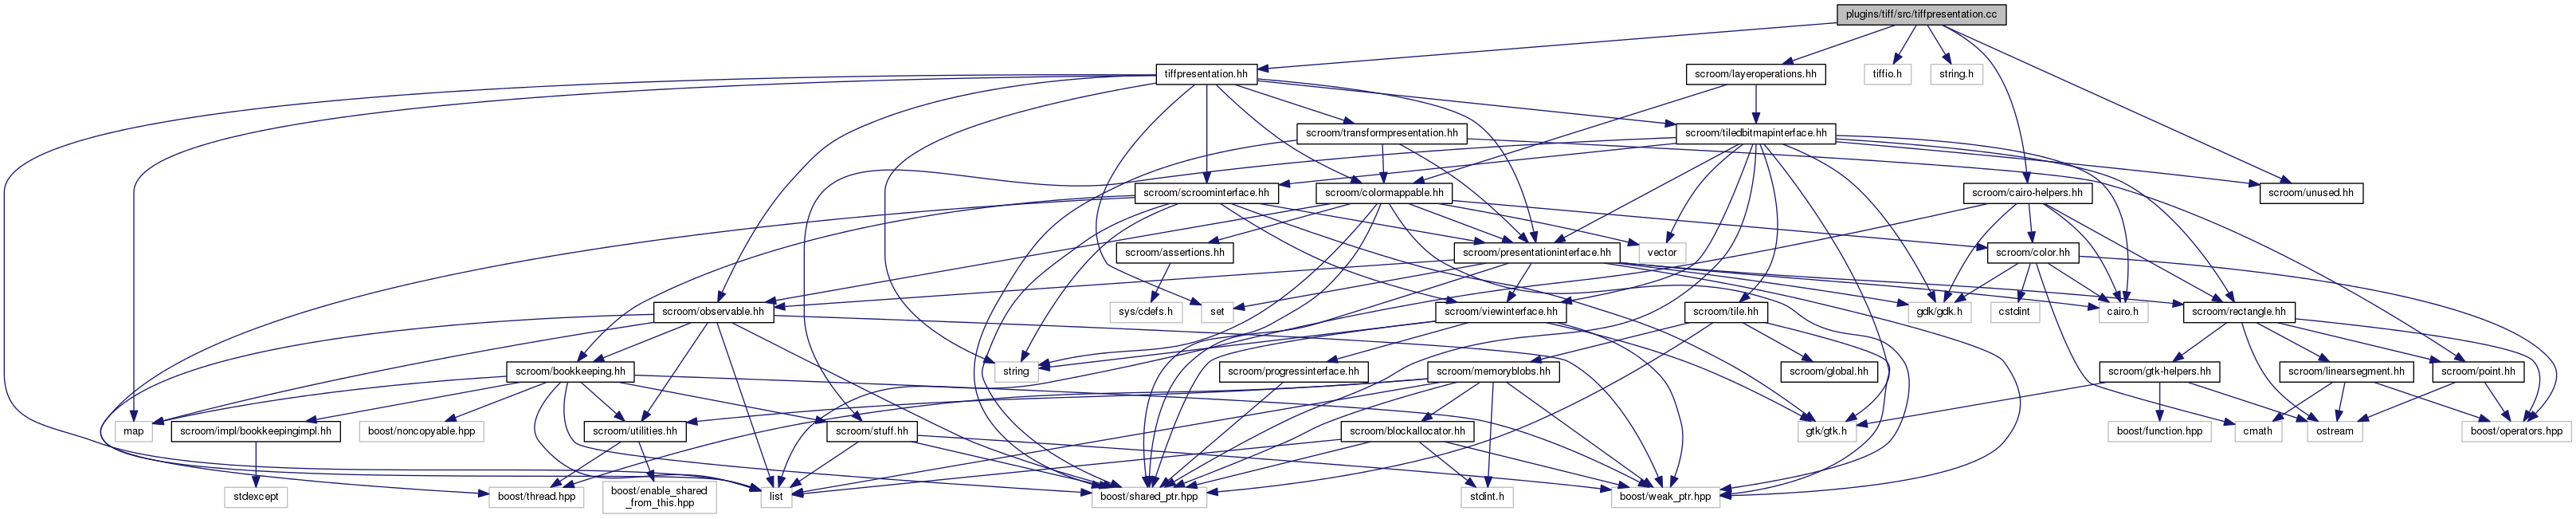 plugins/tiff/src/tiffpresentation.cc
tiffpresentation.hh
scroom/layeroperations.hh
tiffio.h
string.h
scroom/transformpresentation.hh
scroom/tiledbitmapinterface.hh
scroom/scroominterface.hh
scroom/colormappable.hh
scroom/cairo-helpers.hh
scroom/unused.hh
scroom/assertions.hh
scroom/presentationinterface.hh
vector
scroom/color.hh
scroom/observable.hh
sys/cdefs.h
set
scroom/viewinterface.hh
scroom/tile.hh
gdk/gdk.h
cstdint
cairo.h
scroom/rectangle.hh
scroom/bookkeeping.hh
string
scroom/progressinterface.hh
scroom/memoryblobs.hh
scroom/global.hh
scroom/gtk-helpers.hh
scroom/linearsegment.hh
scroom/point.hh
map
scroom/impl/bookkeepingimpl.hh
boost/noncopyable.hpp
scroom/utilities.hh
scroom/stuff.hh
scroom/blockallocator.hh
gtk/gtk.h
boost/function.hpp
cmath
ostream
boost/operators.hpp
stdexcept
boost/thread.hpp
boost/enable_shared
_from_this.hpp
list
boost/shared_ptr.hpp
stdint.h
boost/weak_ptr.hpp